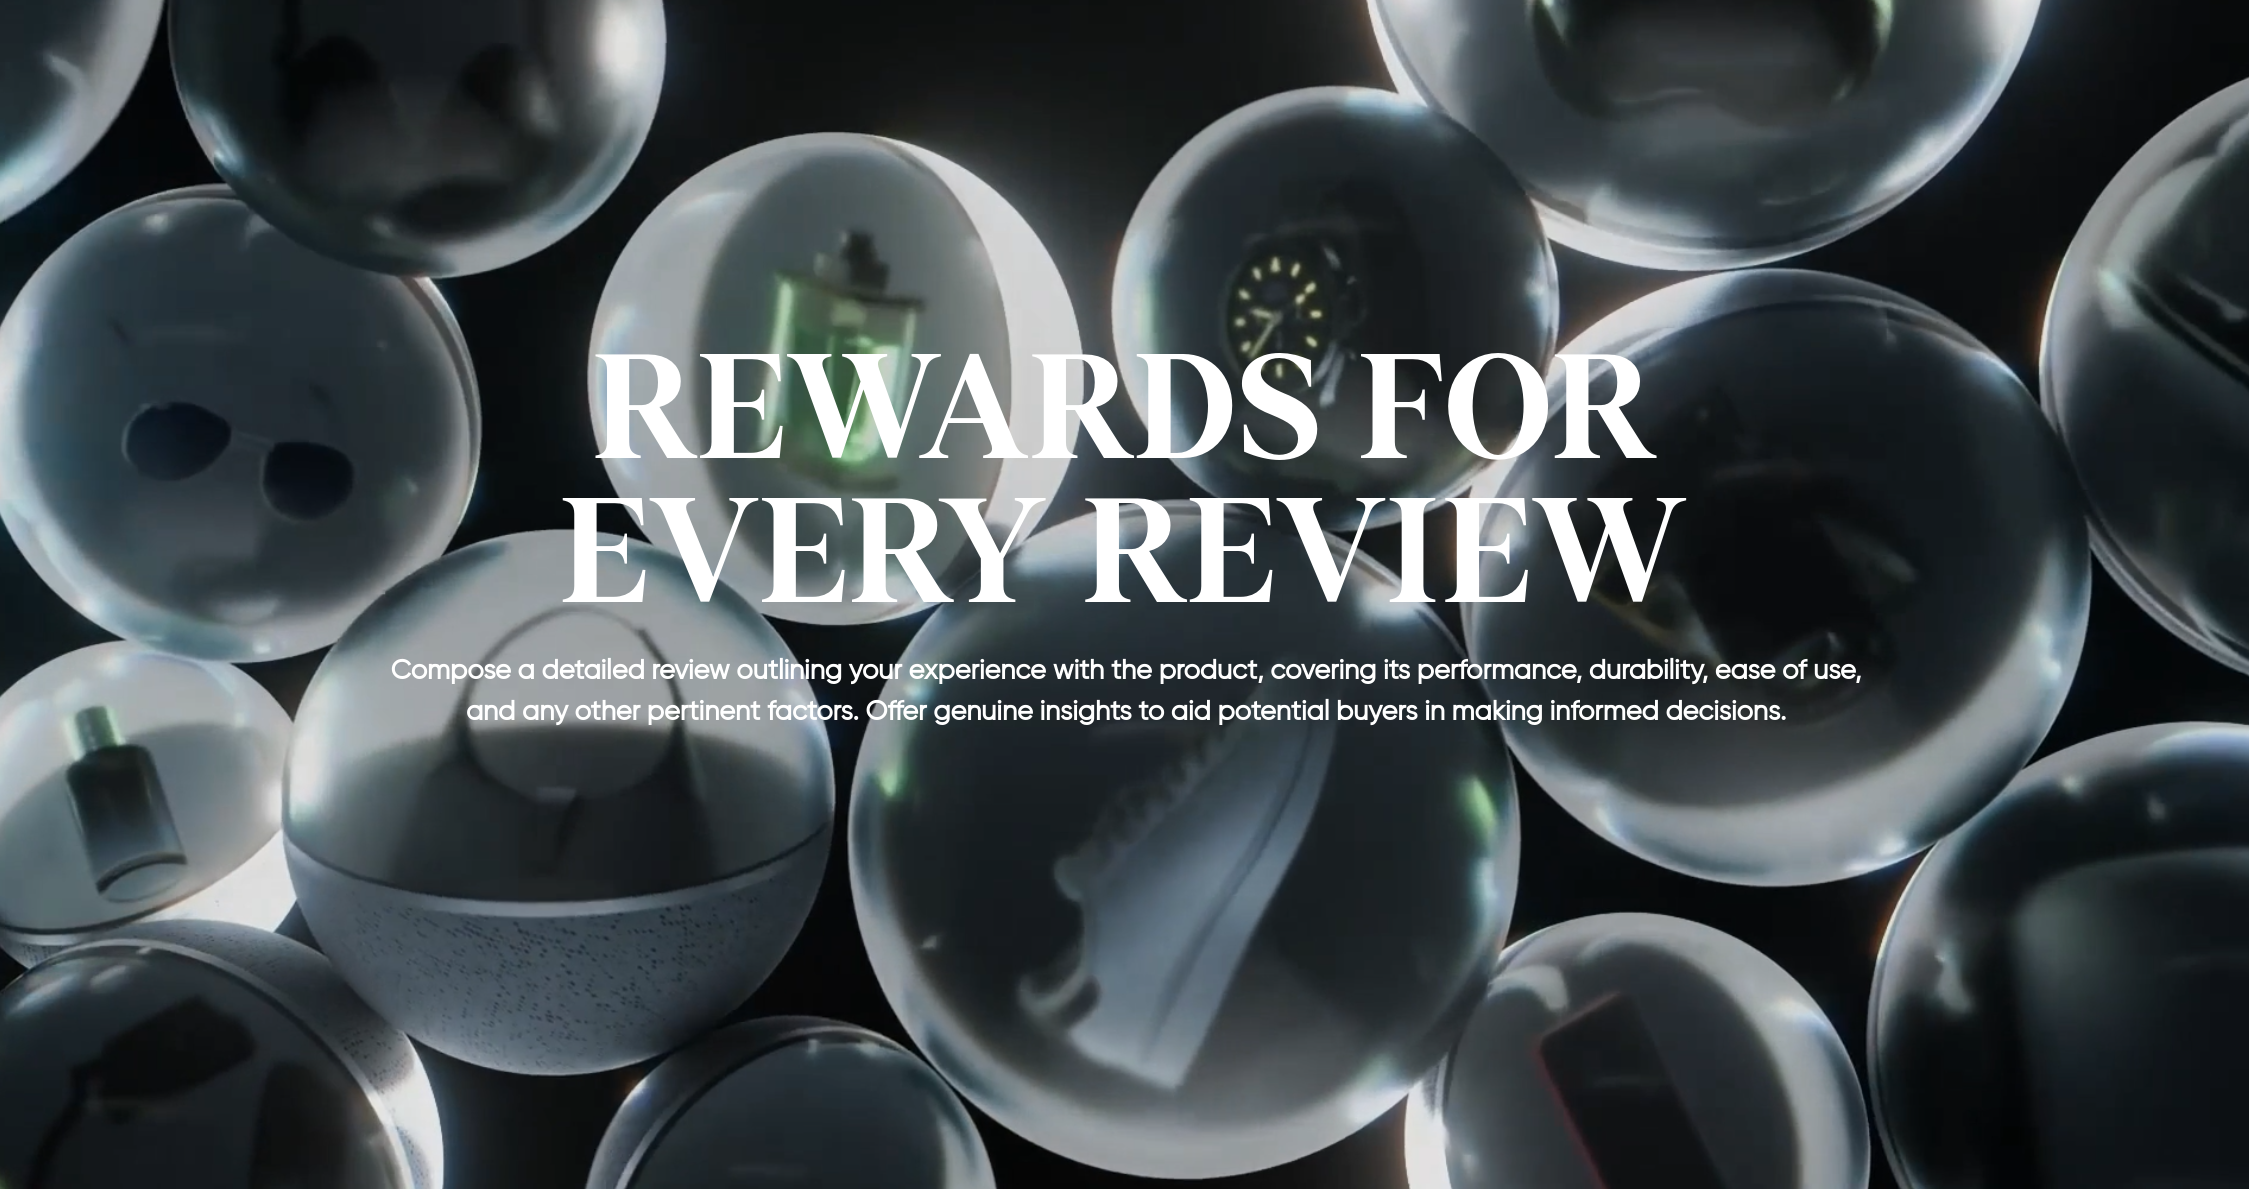 REWARDS FOR
EVERY REVIEW
Compose a detailed review outlining your experience with the product, covering its performance, durability, ease of use,
and any other pertinent factors. Offer genuine insights to aid potential buyers in making informed decisions.